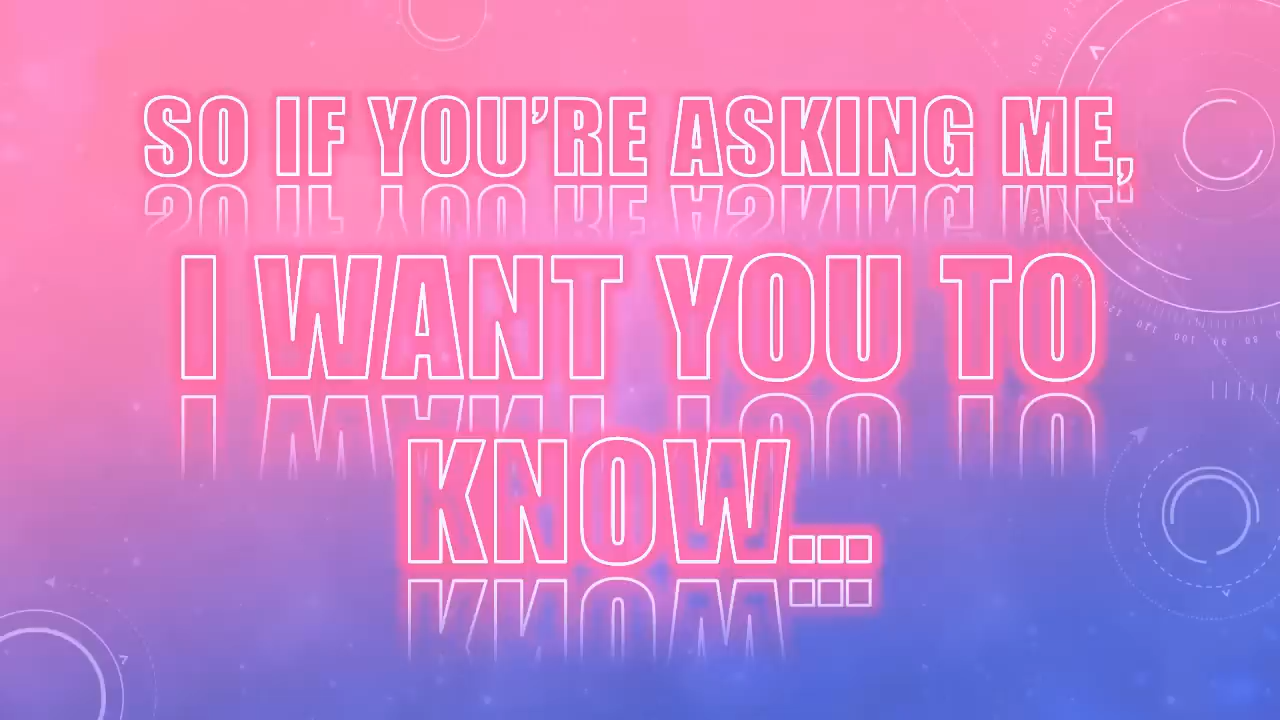 SO IF YOU’RE ASKING ME,
I WANT YOU TO
KNOW...